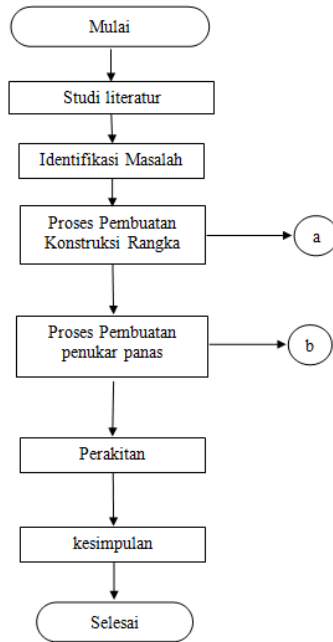 Mulai
Studi literatur
Identifikasi Masalah
Proses Pembuatan
Konstruksi Rangka
a
Proses Pembuatan
penukar panas
b
Perakitan
kesimpulan
Selesai